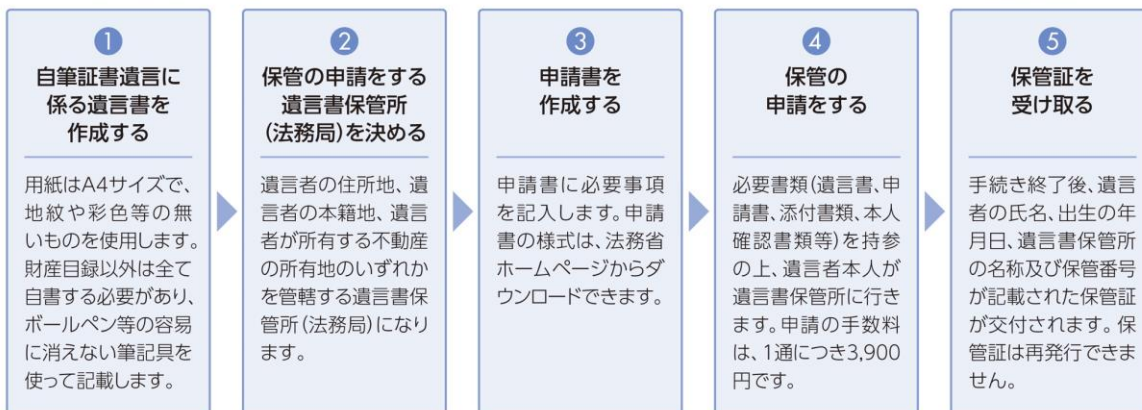 1
自筆証書遺言に
係る遺言書を
作成する
用紙はA4サイズで、
地紋や彩色等の無
いものを使用します。
財産目録以外は全て
自書する必要があり、
ボールペン等の容易
に消えない筆記具を
使って記載します。
2
保管の申請をする
遺言書保管所
(法務局)を決める
遺言者の住所地、遺
言者の本籍地、遺言
者が所有する不動産
の所有地のいずれか
を管轄する遺言書保
管所(法務局)になり
ます。
3
申請書を
作成する
申請書に必要事項
を記入します。申請
書の様式は、法務省
ホームページからダ
ウンロードできます。
4
保管の
申請をする
必要書類(遺言書、申
請書、添付書類、本人
確認書類等)を持参
の上、遺言者本人が
遺言書保管所に行き
ます。申請の手数料
は、1通につき3,900
円です。
5
保管証を
受け取る
手続き終了後、遺言
者の氏名、出生の年
月日、遺言書保管所
の名称及び保管番号
が記載された保管証
が交付されます。保
管証は再発行できま
せん。